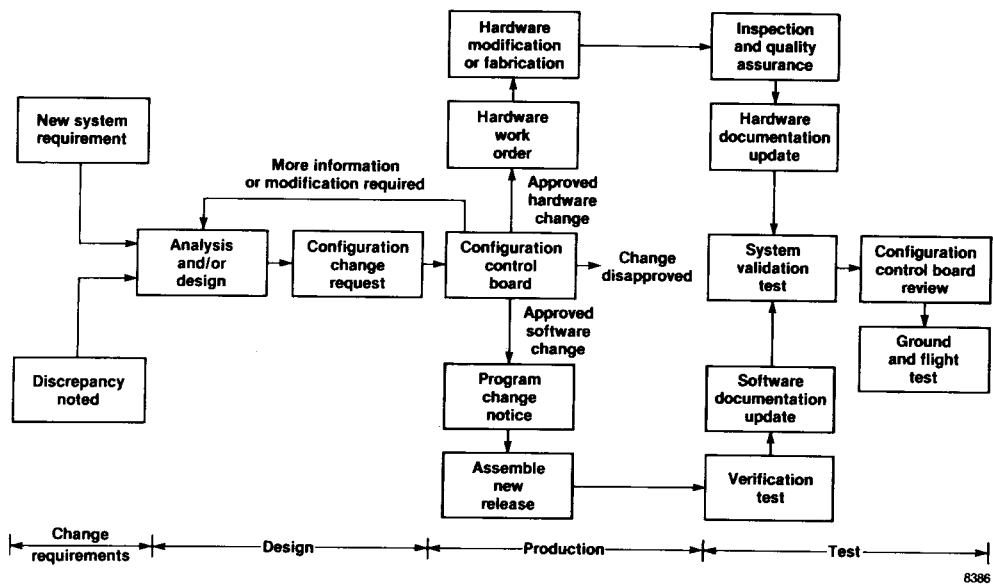 New system
requirement
Discrepancy
noted
More information
or modification required
Analysis
and/or
design
Configuration
change
request
Configuration
control
board
Change
disapproved
Approved
hardware
change
Hardware
work
order
Hardware
modification
or fabrication
Approved
software
change
Program
change
notice
Assemble
new
release
Inspection
and quality
assurance
Hardware
documentation
update
System
validation
test
Software
documentation
update
Verification
test
Configuration
control board
review
Ground
and flight
test
Change
requirements
Design
Production
Test
8386